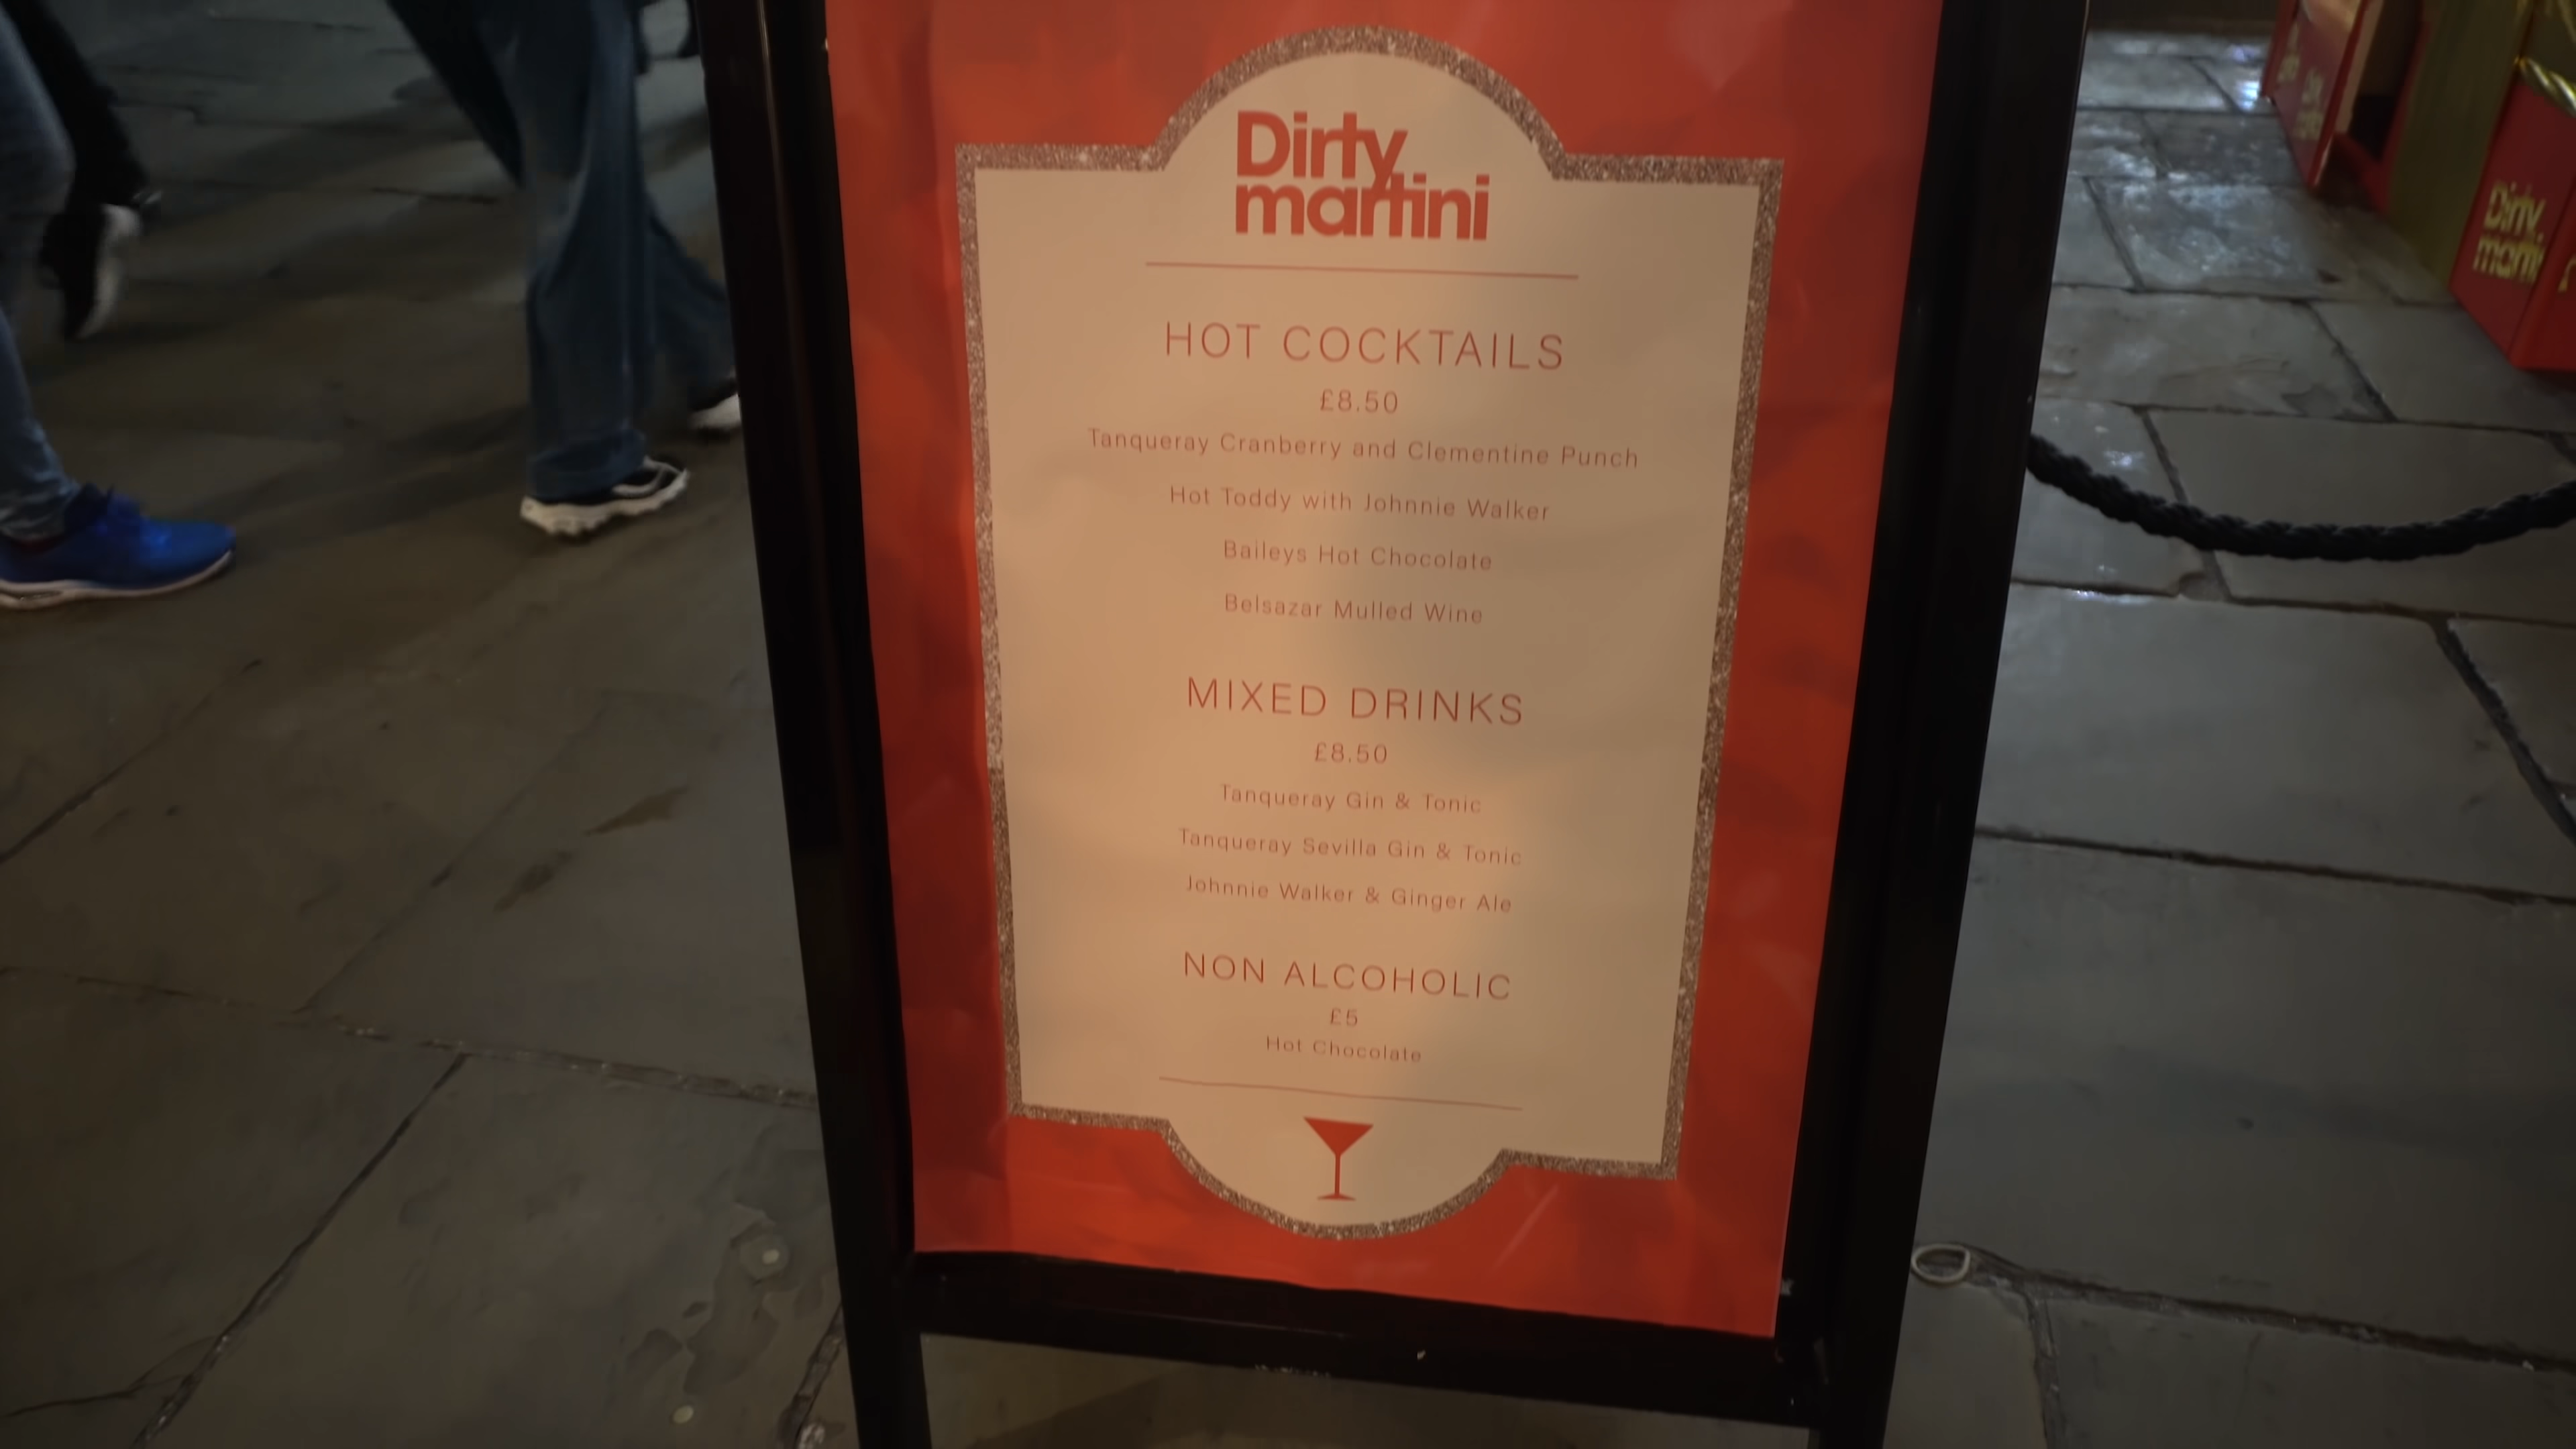 Dirty
martini
HOT COCKTAILS
£8.50
Tanqueray Cranberry and Clementine Punch
Hot Toddy with Johnnie Walker
Baileys Hot Chocolate
Belsazar Mulled Wine
MIXED DRINKS
£8.50
Tanqueray Gin & Tonic
Tanqueray Sevilla Gin & Tonic
Johnnie Walker & Ginger Ale
NON ALCOHOLIC
£5
Hot Chocolate
Dirty
marti